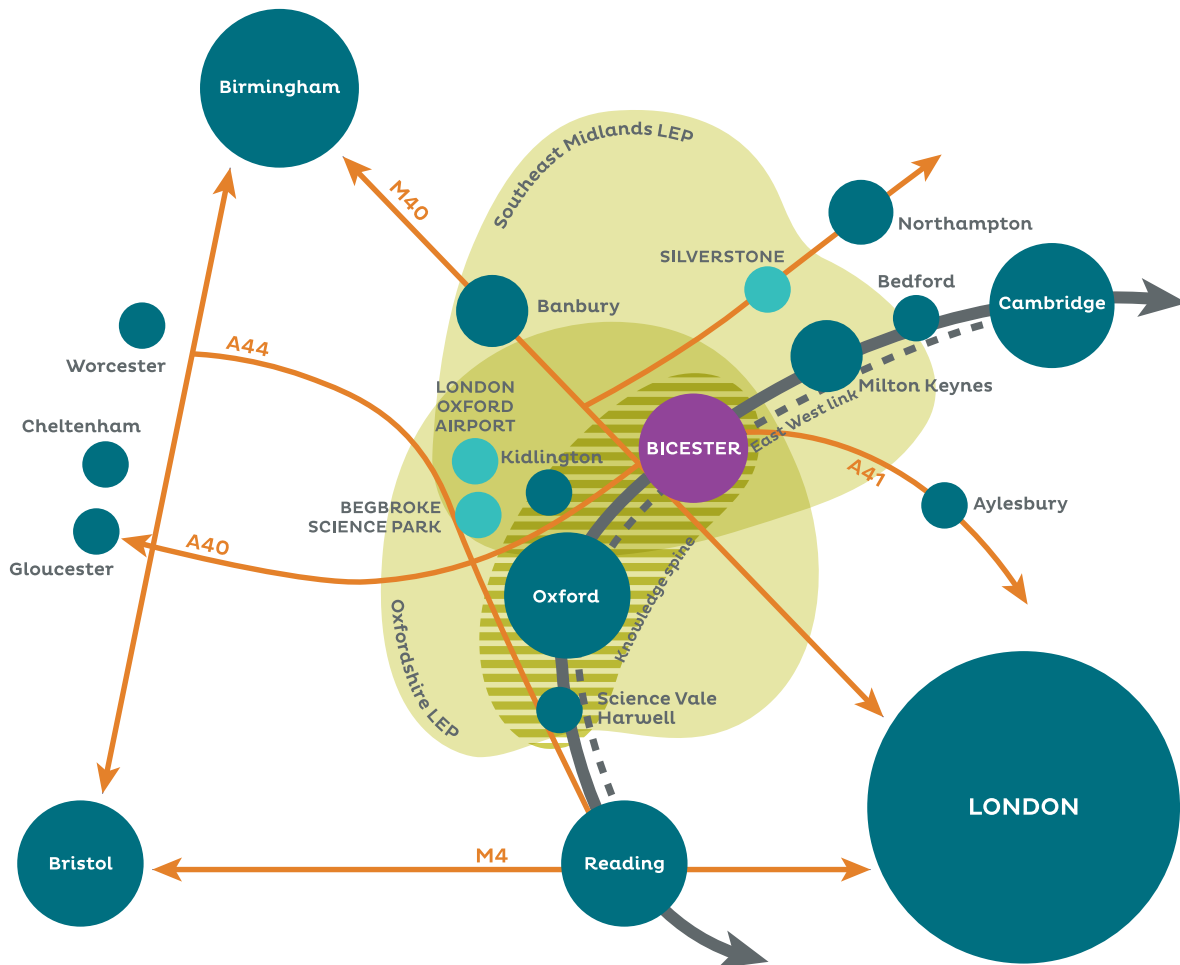 Birmingham
Southeast Midlands LEP
M40
Northampton
SILVERSTONE
Bedford
Cambridge
Banbury
Worcester
A44
LONDON
OXFORD
AIRPORT
Milton Keynes
East West link
Cheltenham
Kidlington
BICESTER
A41
Aylesbury
BEGBROKE
SCIENCE PARK
A40
Gloucester
Oxford
Knowledge spine
Oxfordshire LEP
Science Vale
Harwell
LONDON
M4
Bristol
Reading